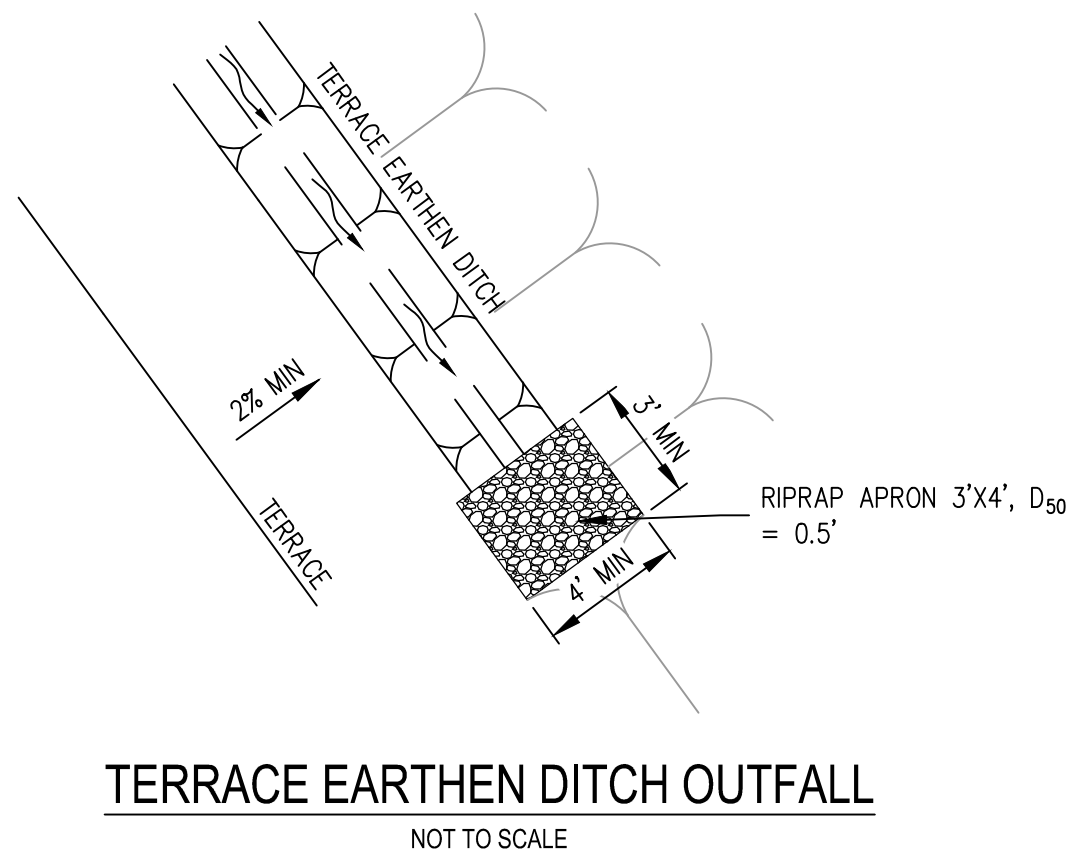 TERRACE EARTHEN DITCH
2% MIN
3' MIN
TERRACE
RIPRAP APRON 3'X4', D50
= 0.5'
4' MIN
TERRACE EARTHEN DITCH OUTFALL
NOT TO SCALE